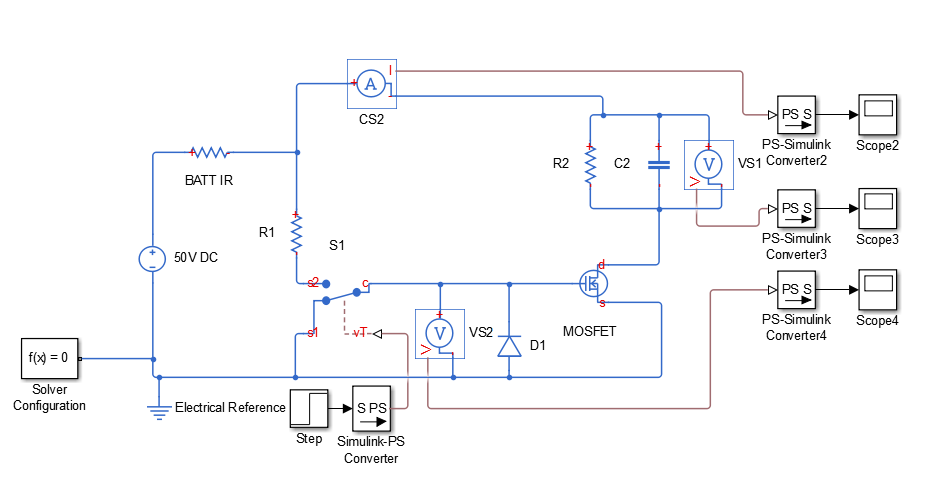 I
A
CS2
PS S
PS-Simulink
Converter2
Scope2
BATT IR
R2
C2
V
VS1
PS S
PS-Simulink
Converter3
Scope3
R1
S1
50V DC
s2
c
d
s
MOSFET
PS S
PS-Simulink
Converter4
Scope4
s1
vT
V
VS2
D1
f(x) = 0
Solver
Configuration
Electrical Reference
Step
S PS
Simulink-PS
Converter